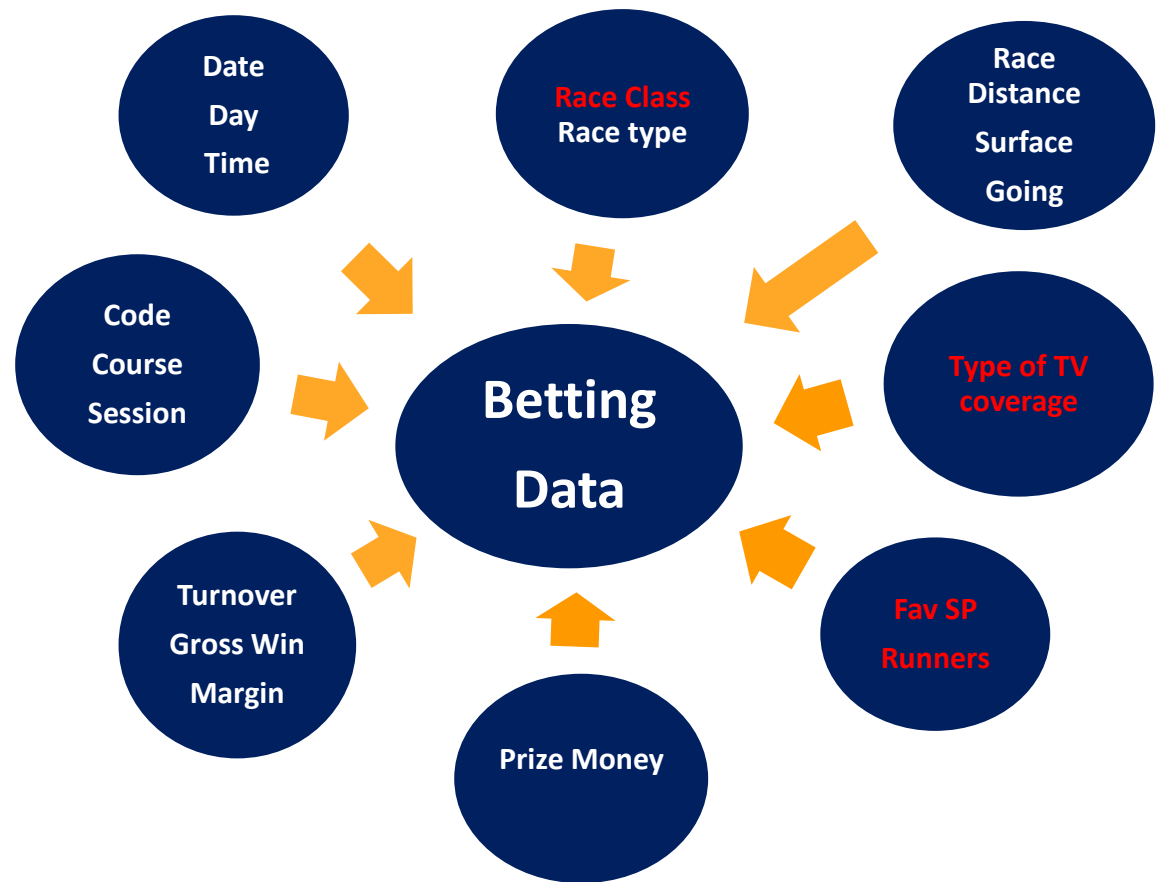 Date
Day
Time
Race Class
Race type
Race
Distance
Surface
Going
Code
Course
Session
Betting
Data
Type of TV
coverage
Turnover
Gross Win
Margin
Prize Money
Fav SP
Runners